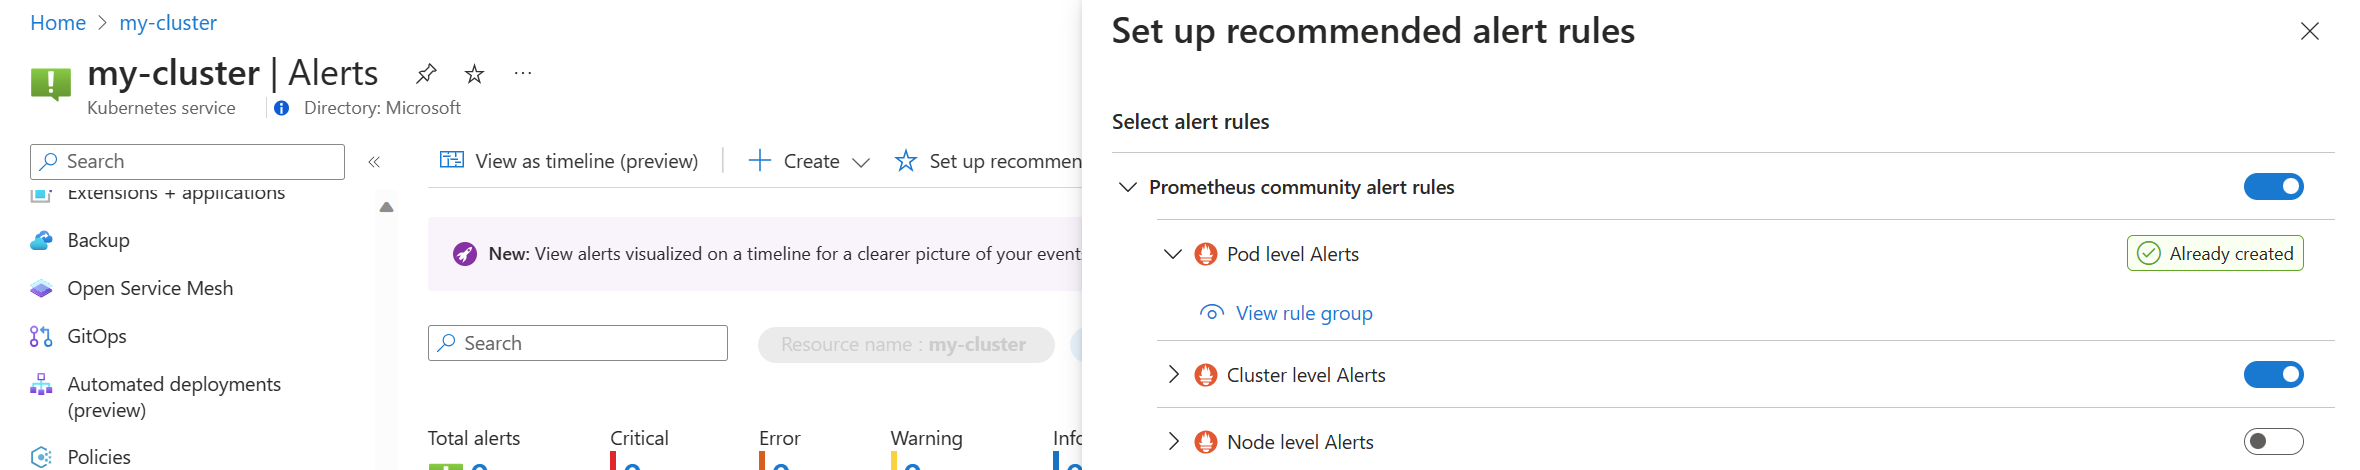 Home > my-cluster
my-cluster | Alerts
Kubernetes service
Directory: Microsoft
Search
Extensions + applications
Backup
Open Service Mesh
GitOps
Automated deployments
(preview)
Policies
View as timeline (preview)
Create
Set up recommen
New: View alerts visualized on a timeline for a clearer picture of your event
Search
Resource name : my-cluster
Total alerts
Critical
Error
Warning
Info
Set up recommended alert rules
Select alert rules
Prometheus community alert rules
Pod level Alerts
Already created
View rule group
Cluster level Alerts
Node level Alerts